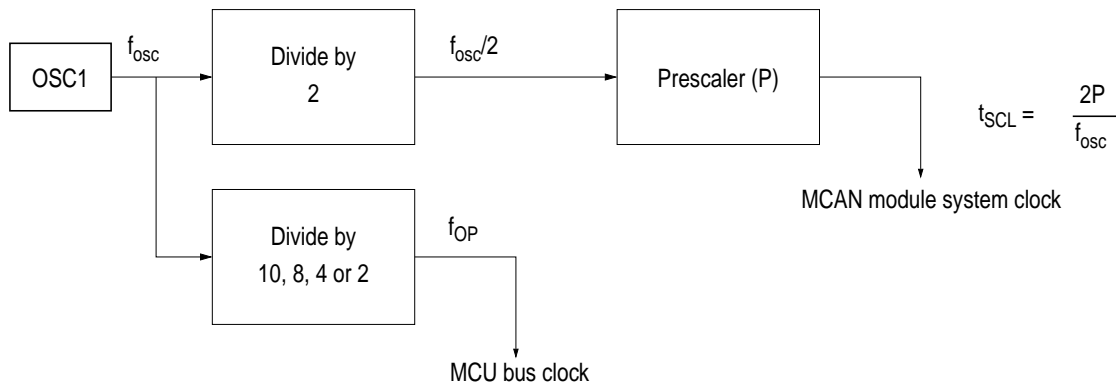 OSC1
fosc
Divide by
2
fosc/2
Prescaler (P)
tSCL = 2P
fosc
MCAN module system clock
Divide by
10, 8, 4 or 2
fOP
MCU bus clock